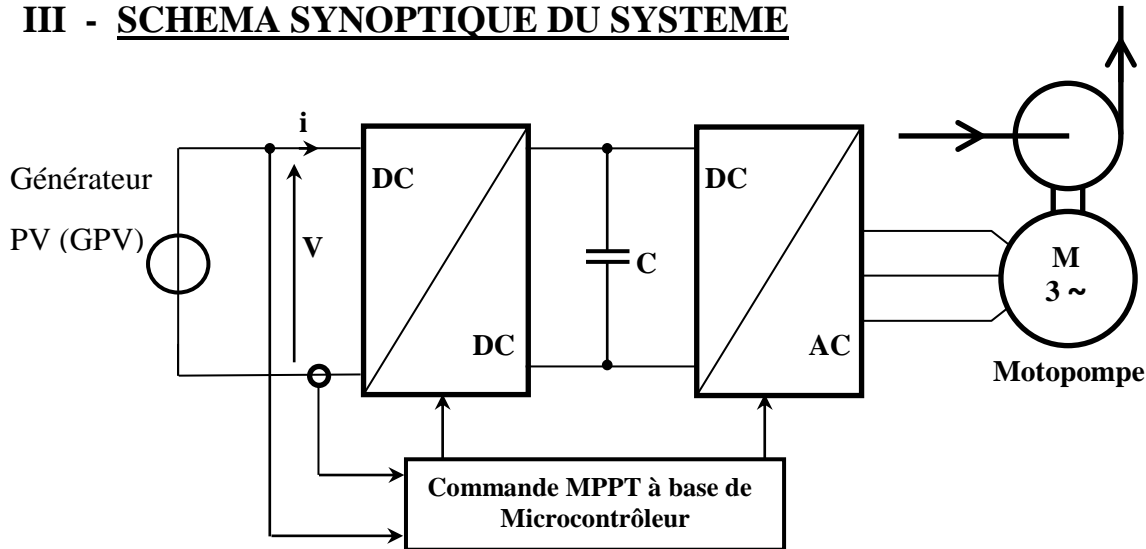 III - SCHEMA SYNOPTIQUE DU SYSTEME
i
Générateur
PV (GPV)
V
DC
DC
C
DC
AC
M
3 ~
Motopompe
Commande MPPT à base de
Microcontrôleur